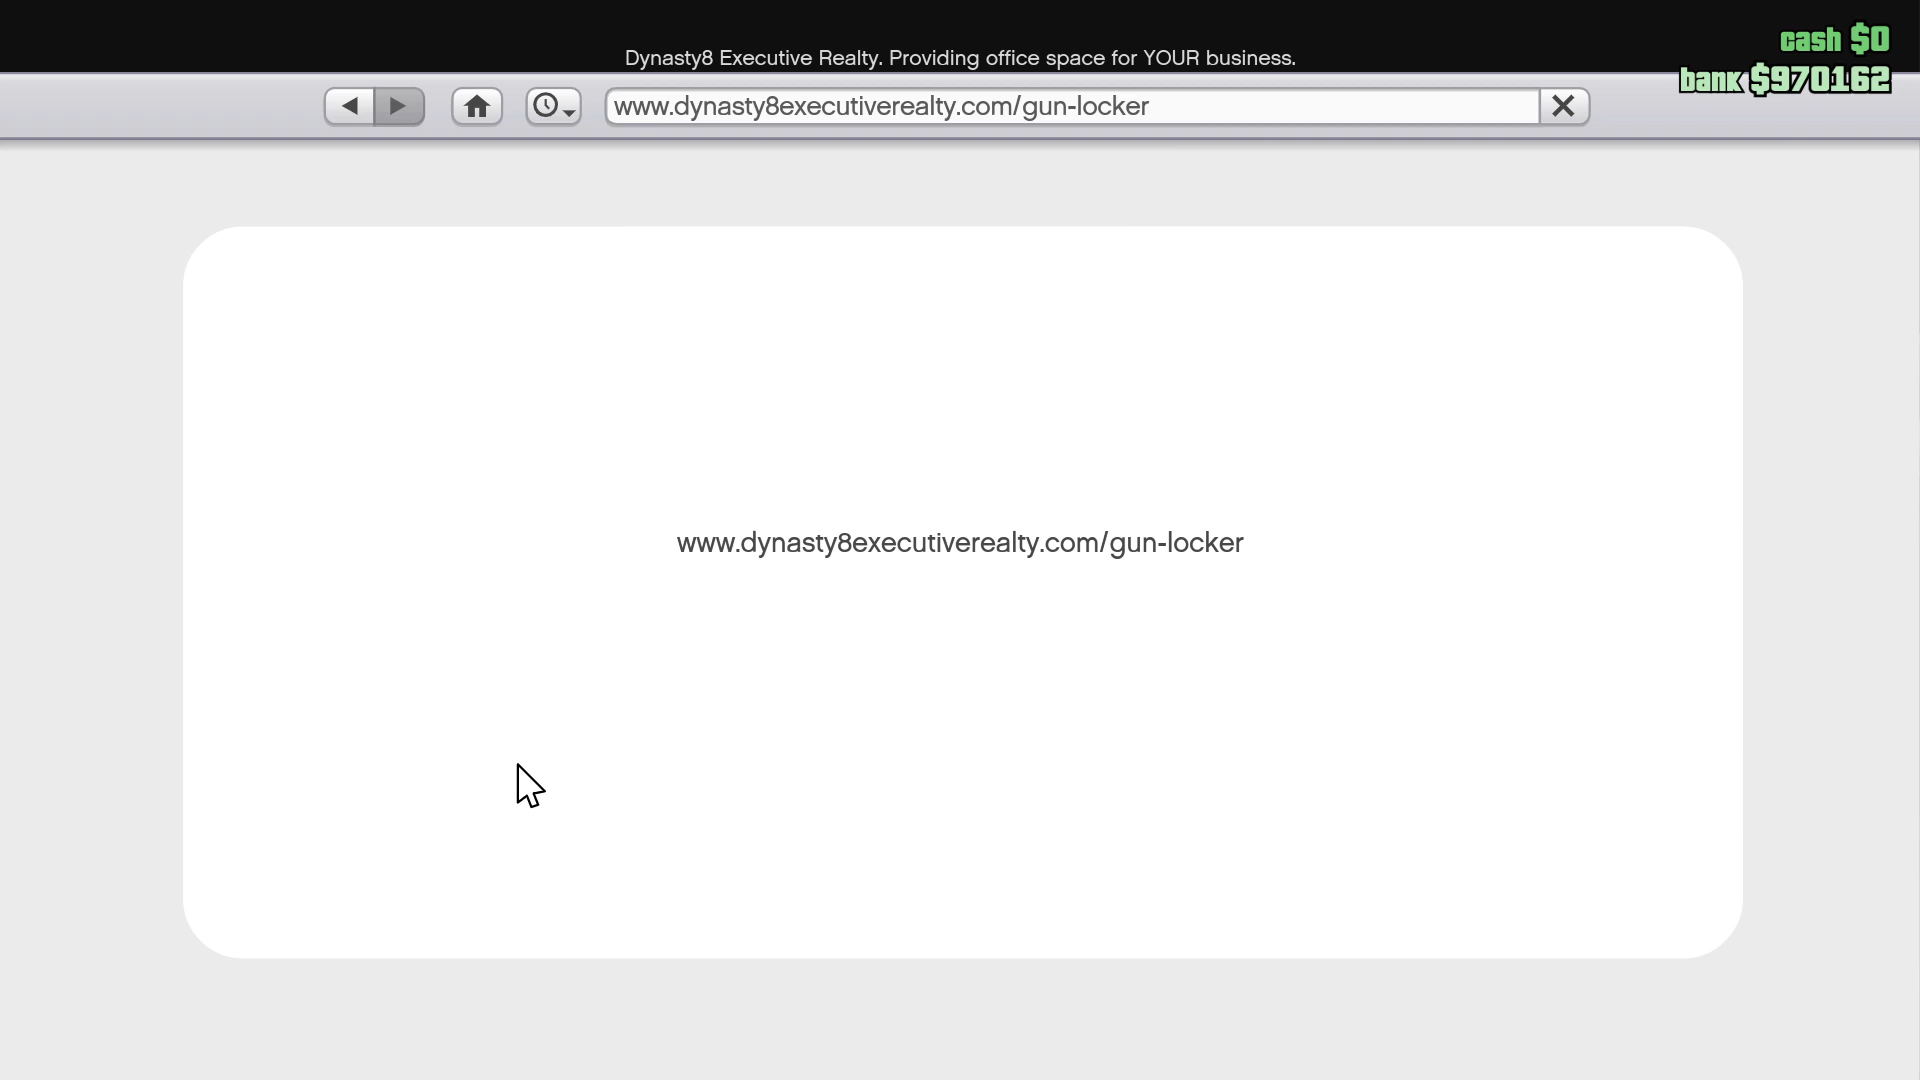 Dynasty8 Executive Realty. Providing office space for YOUR business.
cash $0
bank $970162
www.dynasty8executiverealty.com/gun-locker
www.dynasty8executiverealty.com/gun-locker